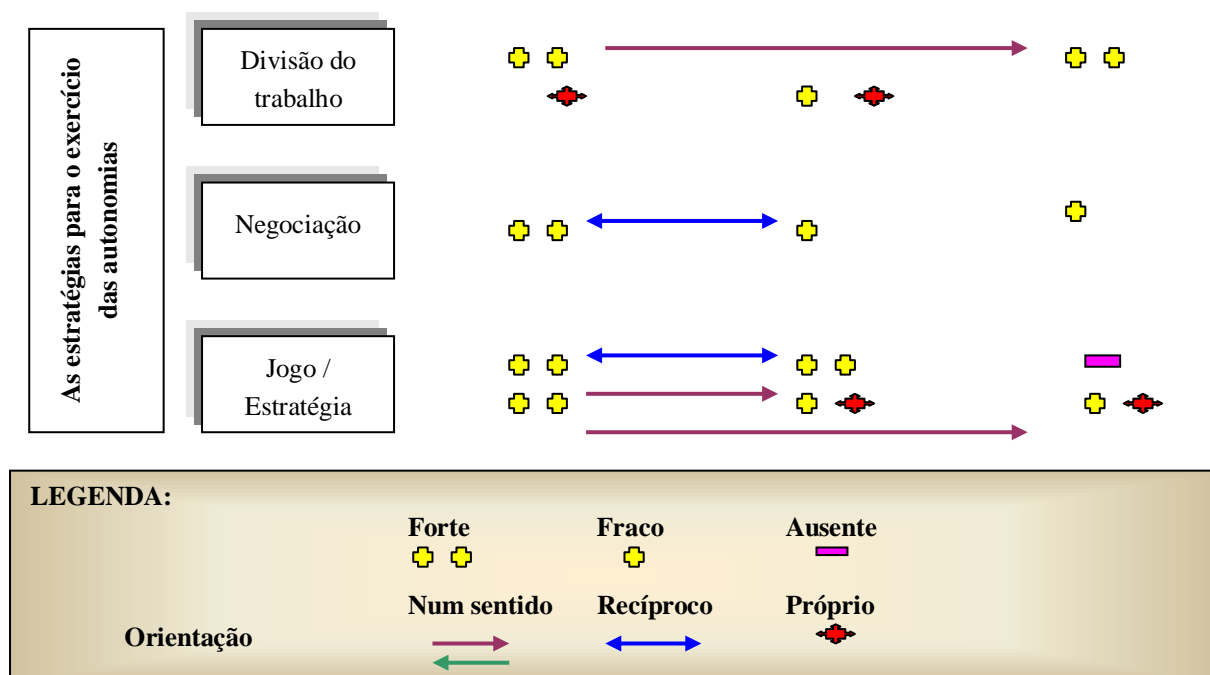 As estratégias para o exercício
das autonomias
Divisão do
trabalho
Negociação
Jogo /
Estratégia
LEGENDA:
Forte Fraco Ausente
Num sentido Recíproco Próprio
Orientação